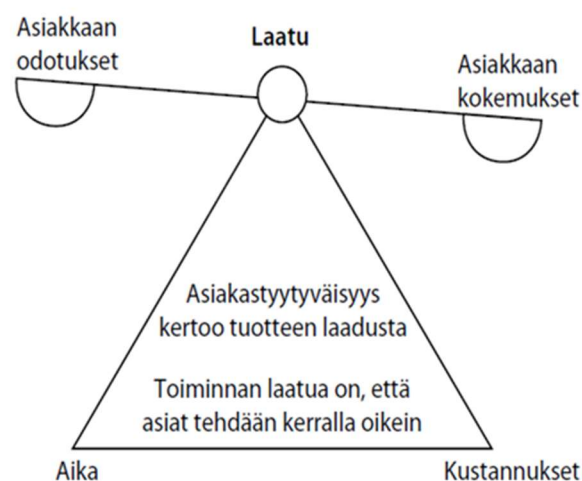 Asiakkaan
odotukset
Laatu
Asiakkaan
kokemukset
Asiakastyytyväisyys
kertoo tuotteen laadusta
Toiminnan laatua on, että
asiat tehdään kerralla oikein
Aika
Kustannukset